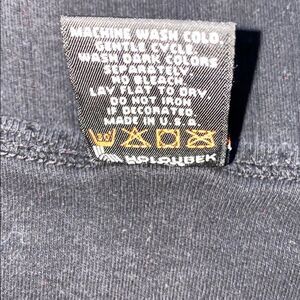 MACHINE WASH COLD.
GENTLE CYCLE.
WASH DARK COLORS
SEPARATELY.
NO BLEACH.
LAY FLAT TO DRY.
DO NOT IRON
IF DECORATED.
MADE IN U S A
30
HOLOUBEK